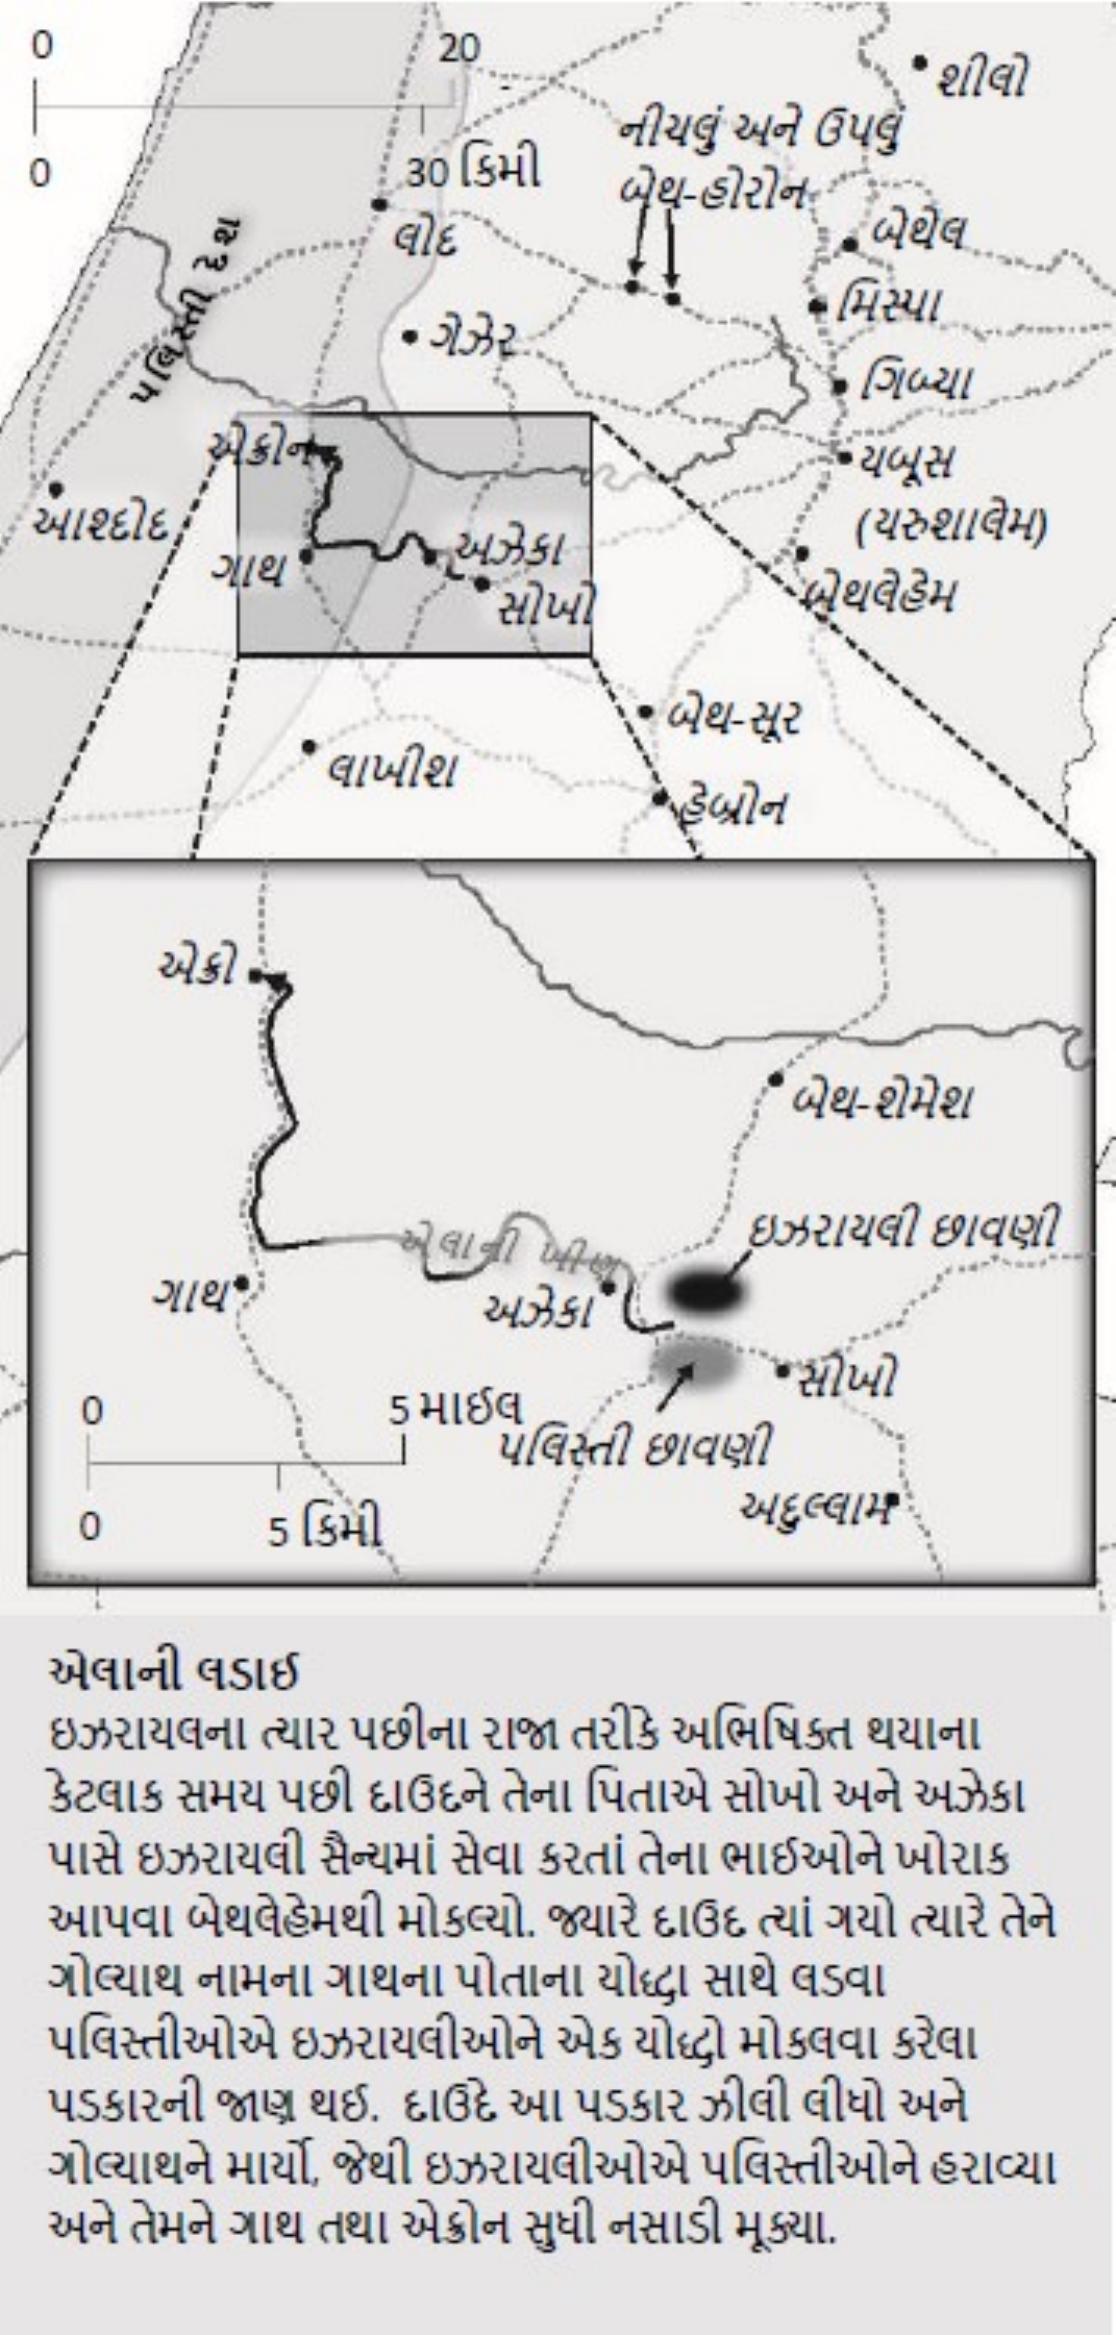 0 20
0 30 કિમી
શીલો
નીચલું અને ઉપલું
બેથ-હોરોન
લોદ
બેથેલ
પલિસ્તી દેશ
ગેઝેર
મિસ્પા
ગિબ્યા
એક્રોન
યબૂસ
(યરુશાલેમ)
આશ્દોદ
ગાથ
અઝેકા
સોખો
બેથલેહેમ
બેથ-સૂર
લાખીશ
હેબ્રોન
એક્રો
બેથ-શેમેશ
ઇઝરાયલી છાવણી
એલાની ખીણ
ગાથ
અઝેકા
સોખો
0 5 માઈલ
પલિસ્તી છાવણી
અદુલ્લામ
0 5 કિમી
એલાની લડાઈ
ઇઝરાયલના ત્યાર પછીના રાજા તરીકે અભિષિક્ત થયાના
કેટલાક સમય પછી દાઉદને તેના પિતાએ સોખો અને અઝેકા
પાસે ઇઝરાયલી સૈન્યમાં સેવા કરતાં તેના ભાઈઓને ખોરાક
આપવા બેથલેહેમથી મોકલ્યો. જ્યારે દાઉદ ત્યાં ગયો ત્યારે તેને
ગોલ્યાથ નામના ગાથના પોતાના યોદ્ધા સાથે લડવા
પલિસ્તીઓએ ઇઝરાયલીઓને એક યોદ્ધો મોકલવા કરેલા
પડકારની જાણ થઈ. દાઉદે આ પડકાર ઝીલી લીધો અને
ગોલ્યાથને માર્યો, જેથી ઇઝરાયલીઓએ પલિસ્તીઓને હરાવ્યા
અને તેમને ગાથ તથા એક્રોન સુધી નસાડી મૂક્યા.